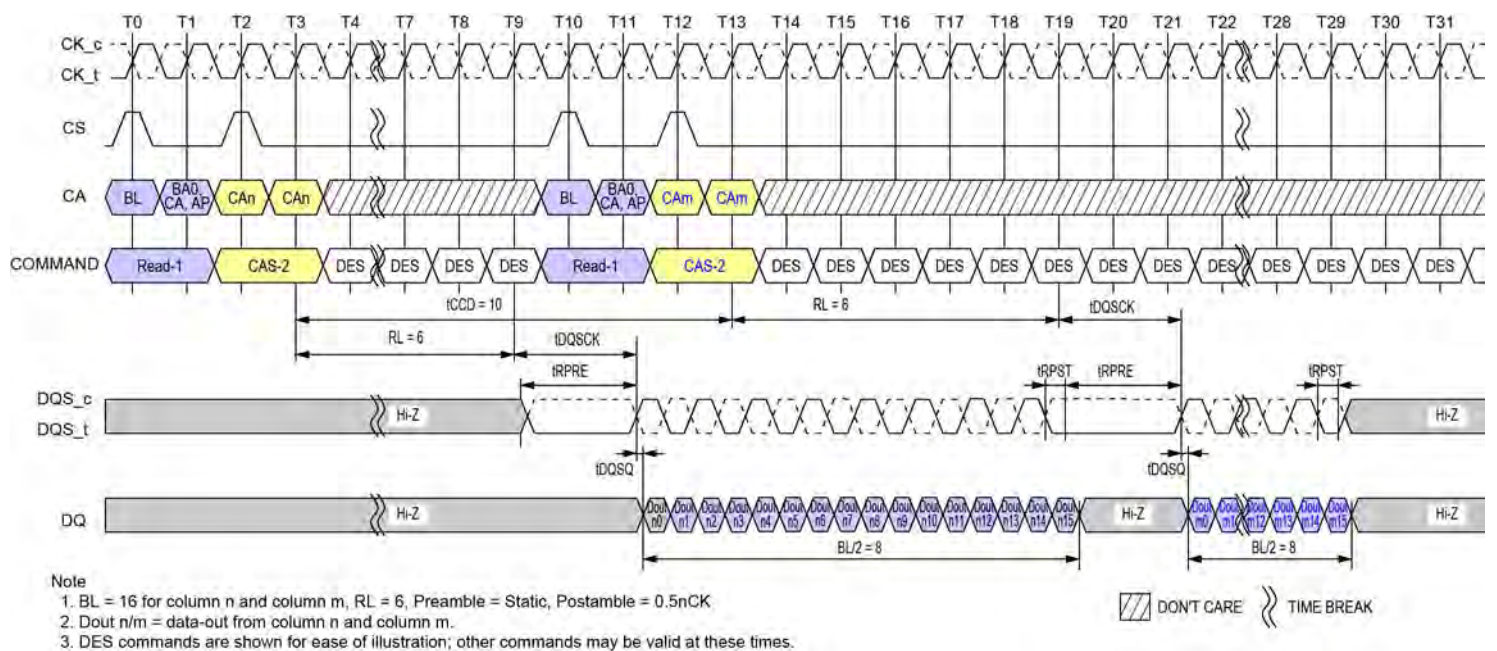 T0 T1 T2 T3 T4 T7 T8 T9 T10 T11 T12 T13 T14 T15 T16 T17 T18 T19 T20 T21 T22 T28 T29 T30 T31
CK_c
CK_t
CS
CA BL BA0, CA, AP CAn CAn BL BA0, CA, AP CAm CAm
COMMAND Read-1 CAS-2 DES DES DES DES Read-1 CAS-2 DES DES DES DES DES DES DES DES DES DES DES DES DES
tCCD = 10 RL = 6 tDQSCK
RL = 6 tDQSCK
tRPRE tRPST tRPRE tRPST
DQS_c
DQS_t
Hi-Z Hi-Z
tDQSQ tDQSQ
DQ Hi-Z Dout n0 Dout n1 Dout n2 Dout n3 Dout n4 Dout n5 Dout n6 Dout n7 Dout n8 Dout n9 Dout n10 Dout n11 Dout n12 Dout n13 Dout n14 Dout n15 Hi-Z Dout m0 Dout m1 Dout m12 Dout m13 Dout m14 Dout m15 Hi-Z
BL/2 = 8 BL/2 = 8
Note
1. BL = 16 for column n and column m, RL = 6, Preamble = Static, Postamble = 0.5nCK
2. Dout n/m = data-out from column n and column m.
3. DES commands are shown for ease of illustration; other commands may be valid at these times.
DON'T CARE TIME BREAK